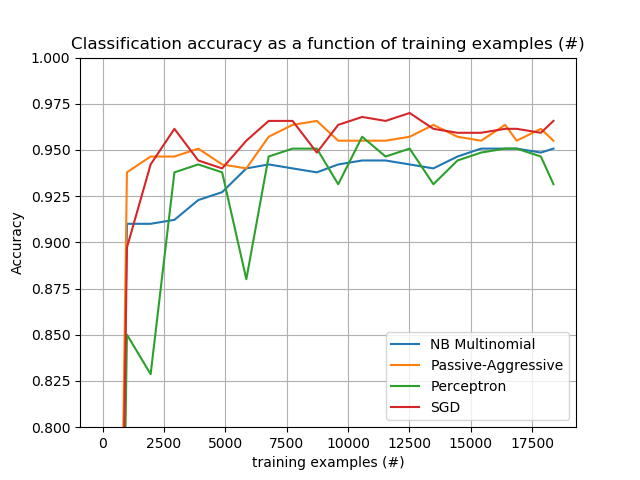 Classification accuracy as a function of training examples (#)
1.000
0.975
0.950
0.925
0.900
0.875
0.850
0.825
0.800
Accuracy
NB Multinomial
Passive-Aggressive
Perceptron
SGD
0 2500 5000 7500 10000 12500 15000 17500
training examples (#)